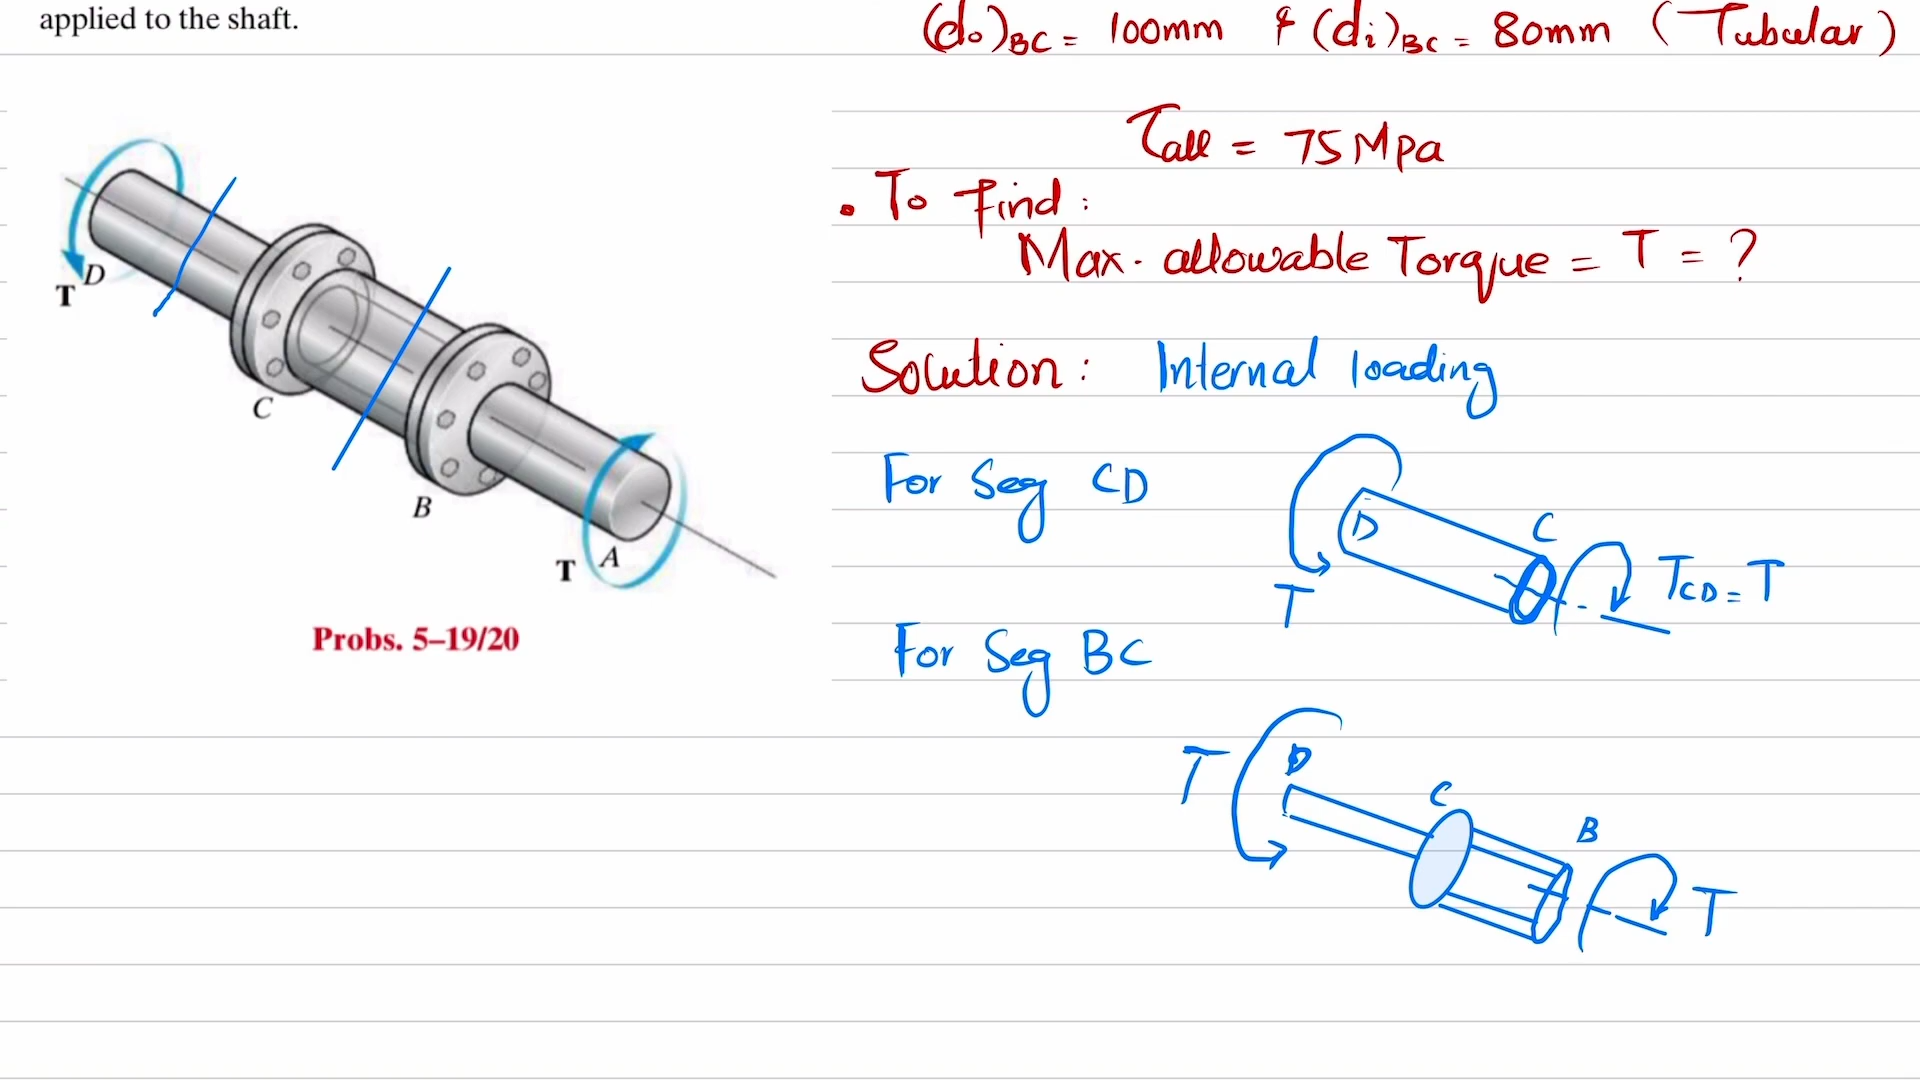 applied to the shaft.
D
T
C
B
A
T
Probs. 5–19/20
(do)BC = 100mm & (di)BC = 80mm (Tubular)
τall = 75 Mpa
• To Find:
Max. allowable Torque = T = ?
Solution: Internal loading
For Seg CD
D
C
T
TCD = T
For Seg BC
T
D
C
B
T